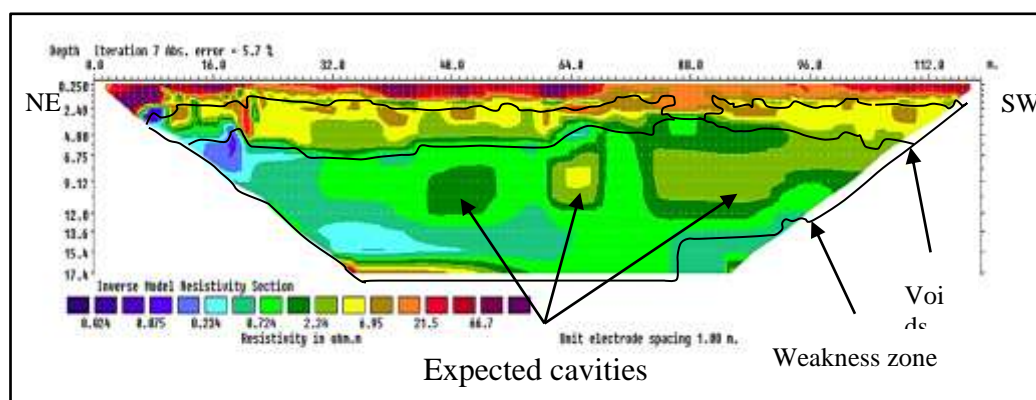 Depth Iteration 7 Abs. error = 5.7 %
0.0 16.0 32.0 48.0 64.0 80.0 96.0 112.0 m.
NE SW
0.250
2.40
4.80
6.75
9.12
12.0
13.6
15.4
17.4
Inverse Model Resistivity Section
0.024 0.075 0.234 0.724 2.24 6.95 21.5 66.7
Resistivity in ohm.m
Unit electrode spacing 1.00 m.
Voi
ds
Weakness zone
Expected cavities